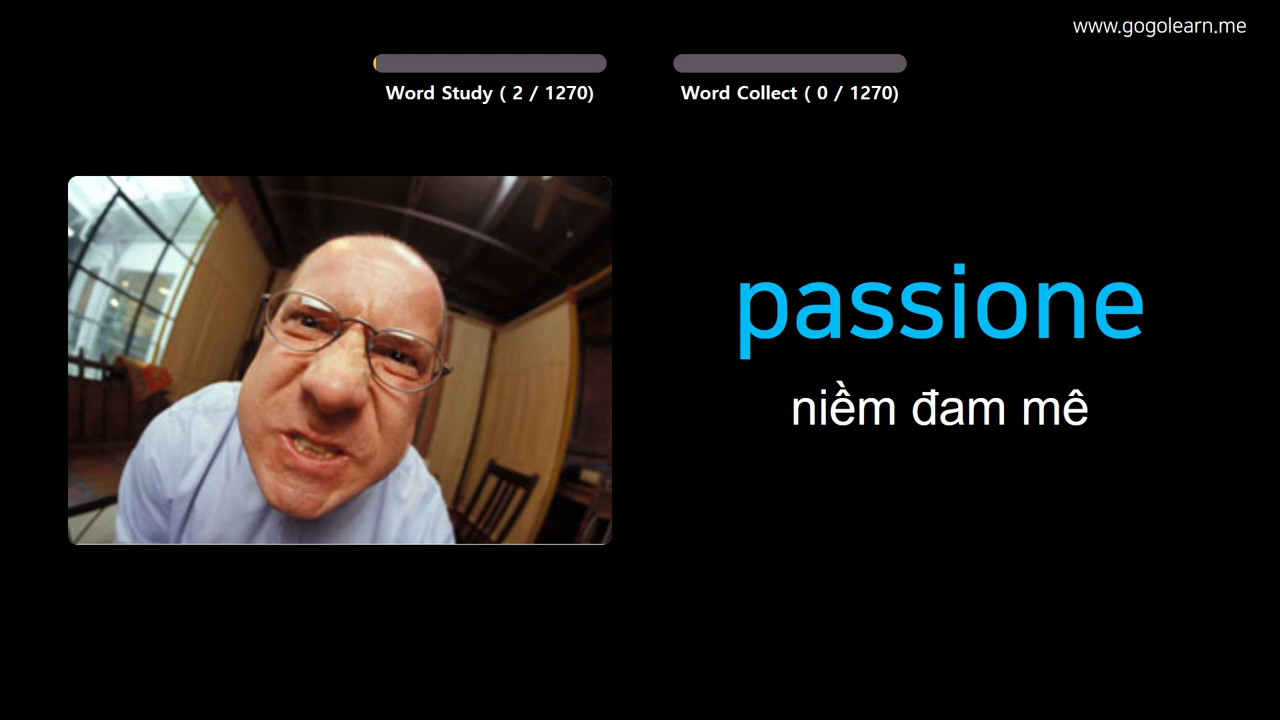 www.gogolearn.me
Word Study ( 2 / 1270)
Word Collect ( 0 / 1270)
passione
niềm đam mê